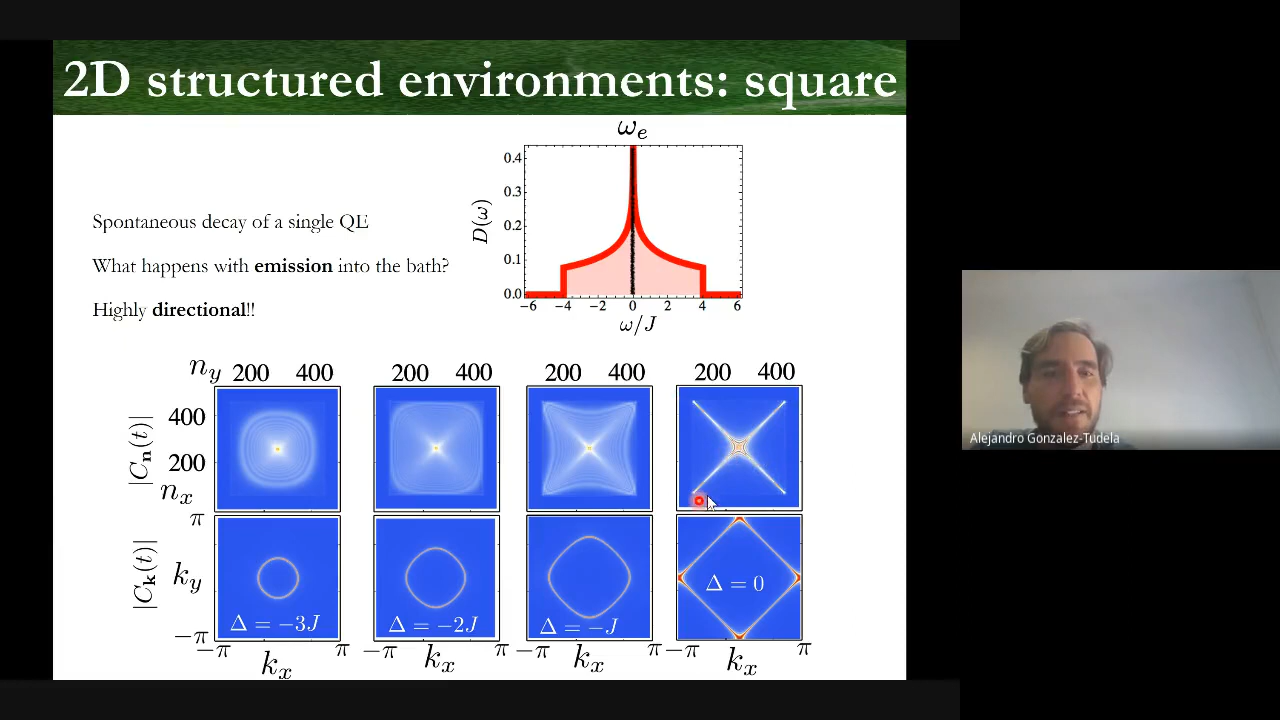 2D structured environments: square
ωₑ
0.4
0.3
0.2
0.1
0.0
D(ω)
−6 −4 −2 0 2 4 6
ω/J
Spontaneous decay of a single QE
What happens with emission into the bath?
Highly directional!!
n_y 200 400 200 400 200 400 200 400
|C_n(t)|
400
200
n_x
π
|C_k(t)|
k_y
−π
Δ = −3J
Δ = −2J
Δ = −J
Δ = 0
−π π −π π −π π −π π
k_x k_x k_x k_x
Alejandro Gonzalez-Tudela